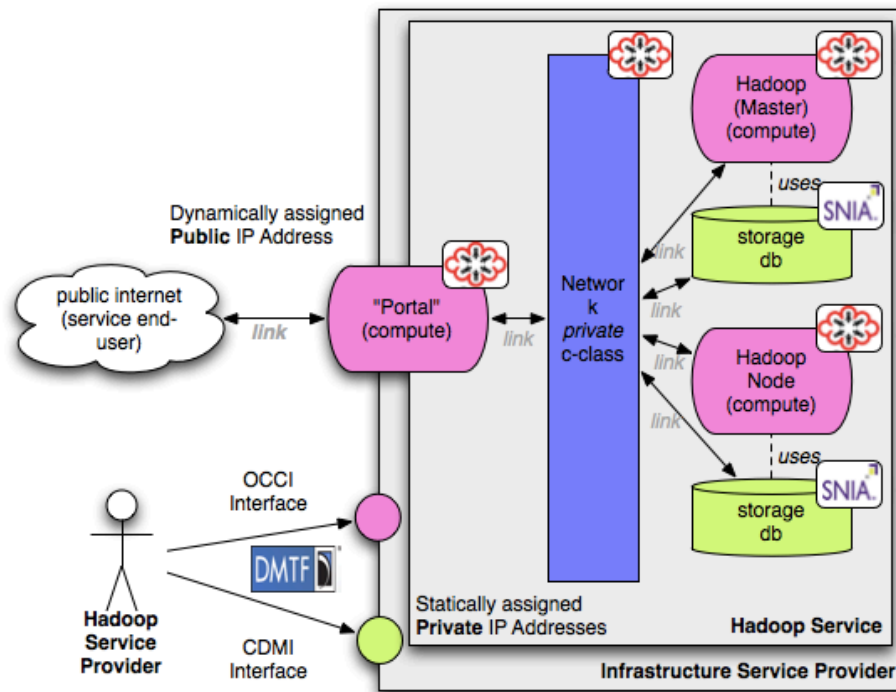 Hadoop
(Master)
(compute)
uses
SNIA™
storage
db
link
link
Dynamically assigned
Public IP Address
public internet
(service end-
user)
link
"Portal"
(compute)
link
Networ
k
private
c-class
link
link
Hadoop
Node
(compute)
uses
SNIA™
storage
db
OCCI
Interface
DMTF
Hadoop
Service
Provider
CDMI
Interface
Statically assigned
Private IP Addresses
Hadoop Service
Infrastructure Service Provider